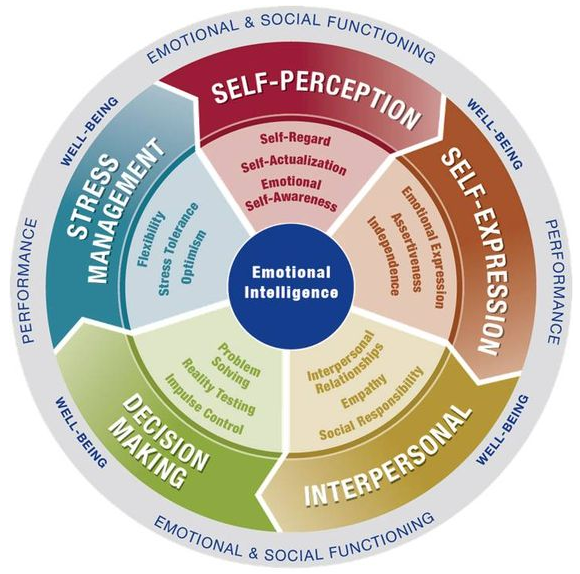 EMOTIONAL & SOCIAL FUNCTIONING
WELL-BEING
WELL-BEING
PERFORMANCE
PERFORMANCE
WELL-BEING
WELL-BEING
EMOTIONAL & SOCIAL FUNCTIONING
SELF-PERCEPTION
Self-Regard
Self-Actualization
Emotional
Self-Awareness
SELF-EXPRESSION
Emotional Expression
Assertiveness
Independence
INTERPERSONAL
Interpersonal
Relationships
Empathy
Social Responsibility
DECISION
MAKING
Problem
Solving
Reality Testing
Impulse Control
STRESS
MANAGEMENT
Flexibility
Stress Tolerance
Optimism
Emotional
Intelligence